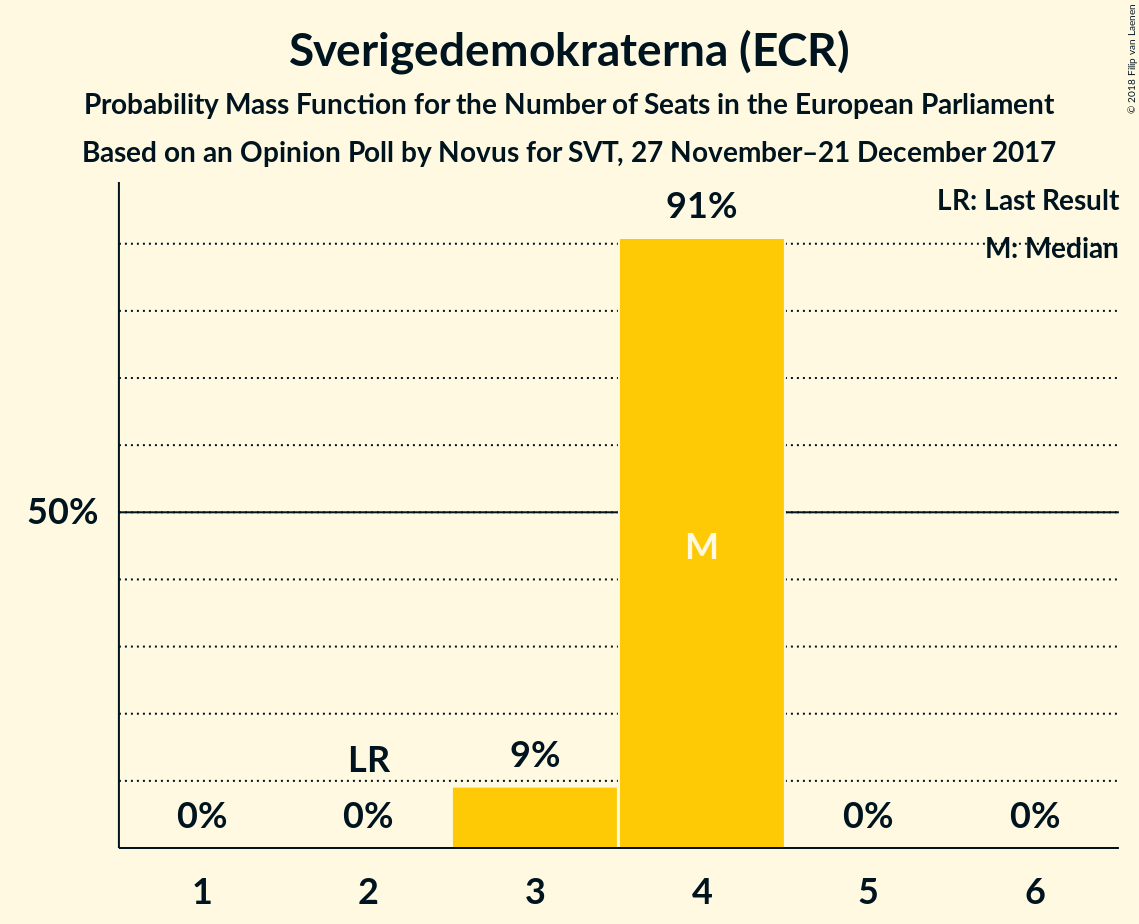 Sverigedemokraterna (ECR)
Probability Mass Function for the Number of Seats in the European Parliament
Based on an Opinion Poll by Novus for SVT, 27 November–21 December 2017
© 2018 Filip van Laenen
LR: Last Result
M: Median
91%
50%
M
LR
9%
0%
0%
0%
0%
1
2
3
4
5
6